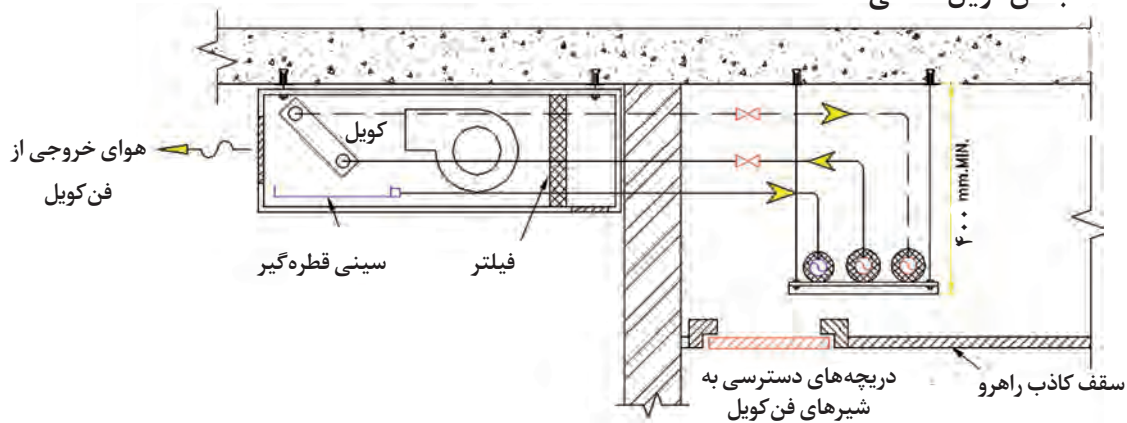 کویل
هوای خروجی از
فن‌کویل
سینی قطره‌گیر
فیلتر
۴۰۰ mm.MIN.
دریچه‌های دسترسی به
شیرهای فن‌کویل
سقف کاذب راهرو